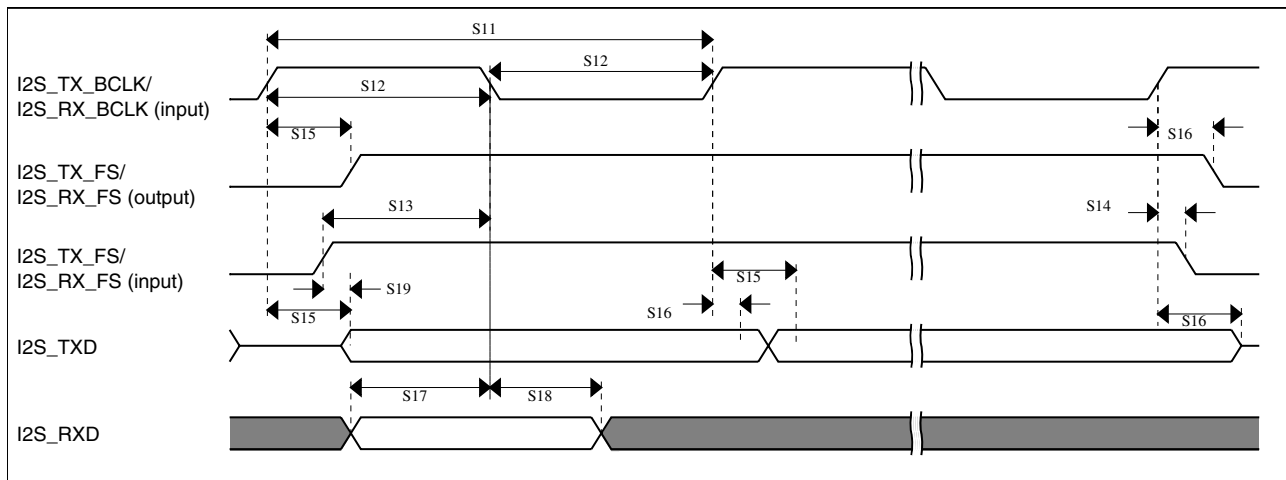 S11
S12
I2S_TX_BCLK/
I2S_RX_BCLK (input)
S12
S15
S16
I2S_TX_FS/
I2S_RX_FS (output)
S13
S14
I2S_TX_FS/
I2S_RX_FS (input)
S15
S19
S15
S16
S16
I2S_TXD
S17
S18
I2S_RXD